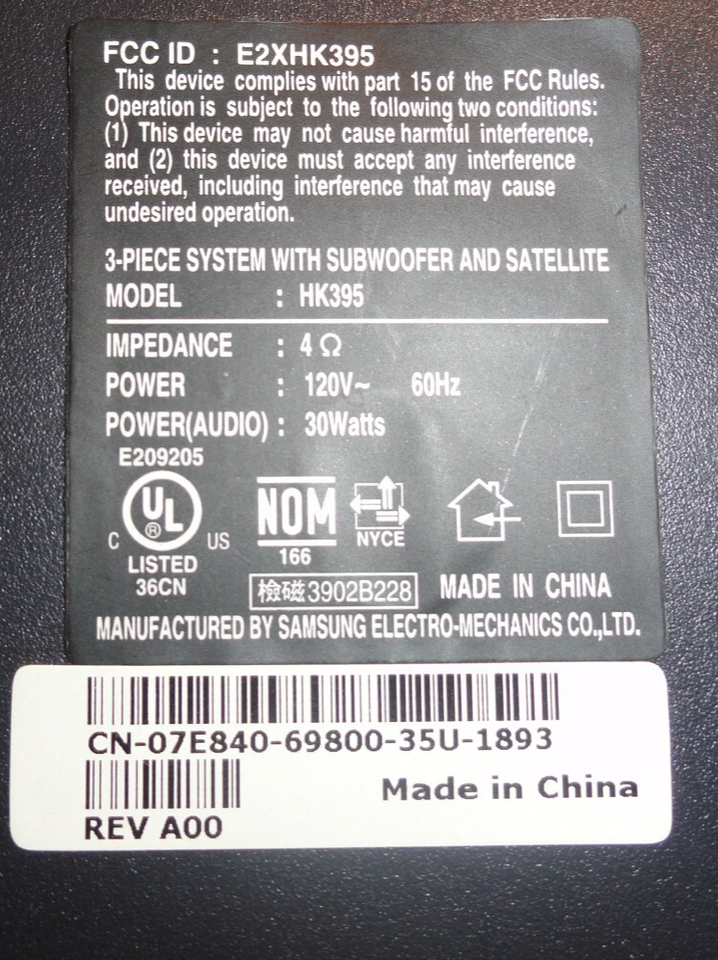 FCC ID : E2XHK395
This device complies with part 15 of the FCC Rules.
Operation is subject to the following two conditions:
(1) This device may not cause harmful interference,
and (2) this device must accept any interference
received, including interference that may cause
undesired operation.
3-PIECE SYSTEM WITH SUBWOOFER AND SATELLITE
MODEL : HK395
IMPEDANCE : 4 Ω
POWER : 120V~ 60Hz
POWER(AUDIO) : 30Watts
E209205
C UL ® US
LISTED
36CN
NOM
166
NYCE
檢磁3902B228
MADE IN CHINA
MANUFACTURED BY SAMSUNG ELECTRO-MECHANICS CO.,LTD.
CN-07E840-69800-35U-1893
Made in China
REV A00